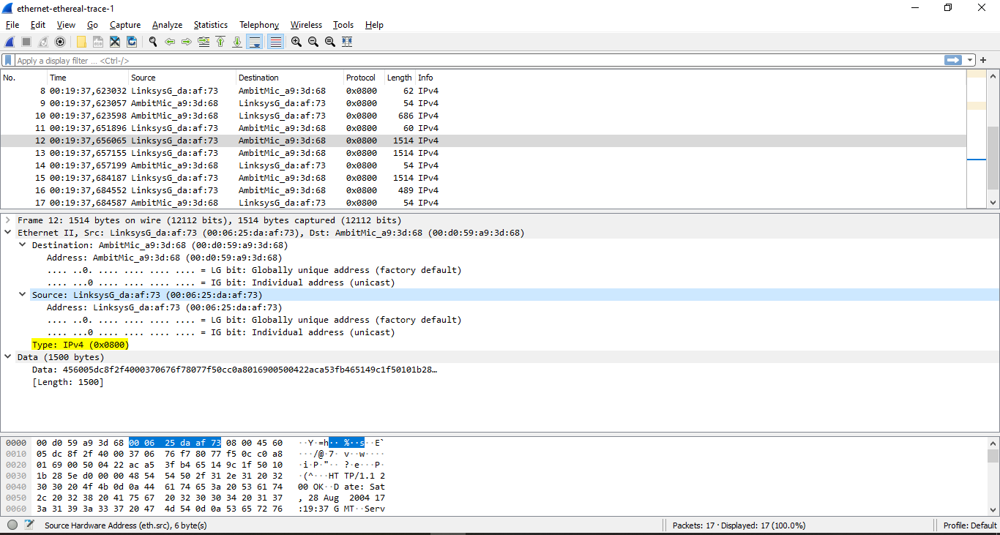 ethernet-ethereal-trace-1
File Edit View Go Capture Analyze Statistics Telephony Wireless Tools Help
Apply a display filter ... <Ctrl-/>
No. Time Source Destination Protocol Length Info
8 00:19:37,623032 LinksysG_da:af:73 AmbitMic_a9:3d:68 0x0800 62 IPv4
9 00:19:37,623057 AmbitMic_a9:3d:68 LinksysG_da:af:73 0x0800 54 IPv4
10 00:19:37,623598 AmbitMic_a9:3d:68 LinksysG_da:af:73 0x0800 686 IPv4
11 00:19:37,651896 LinksysG_da:af:73 AmbitMic_a9:3d:68 0x0800 60 IPv4
12 00:19:37,656065 LinksysG_da:af:73 AmbitMic_a9:3d:68 0x0800 1514 IPv4
13 00:19:37,657155 LinksysG_da:af:73 AmbitMic_a9:3d:68 0x0800 1514 IPv4
14 00:19:37,657199 AmbitMic_a9:3d:68 LinksysG_da:af:73 0x0800 54 IPv4
15 00:19:37,684187 LinksysG_da:af:73 AmbitMic_a9:3d:68 0x0800 1514 IPv4
16 00:19:37,684552 LinksysG_da:af:73 AmbitMic_a9:3d:68 0x0800 489 IPv4
17 00:19:37,684587 AmbitMic_a9:3d:68 LinksysG_da:af:73 0x0800 54 IPv4
Frame 12: 1514 bytes on wire (12112 bits), 1514 bytes captured (12112 bits)
Ethernet II, Src: LinksysG_da:af:73 (00:06:25:da:af:73), Dst: AmbitMic_a9:3d:68 (00:d0:59:a9:3d:68)
Destination: AmbitMic_a9:3d:68 (00:d0:59:a9:3d:68)
Address: AmbitMic_a9:3d:68 (00:d0:59:a9:3d:68)
.... ..0. .... .... .... .... = LG bit: Globally unique address (factory default)
.... ...0 .... .... .... .... = IG bit: Individual address (unicast)
Source: LinksysG_da:af:73 (00:06:25:da:af:73)
Address: LinksysG_da:af:73 (00:06:25:da:af:73)
.... ..0. .... .... .... .... = LG bit: Globally unique address (factory default)
.... ...0 .... .... .... .... = IG bit: Individual address (unicast)
Type: IPv4 (0x0800)
Data (1500 bytes)
Data: 456005dc8f2f4000370676f78077f50cc0a8016900500422aca53fb465149c1f50101b28…
[Length: 1500]
0000 00 d0 59 a9 3d 68 00 06 25 da af 73 08 00 45 60 ··Y·=h·· %··s··E`
0010 05 dc 8f 2f 40 00 37 06 76 f7 80 77 f5 0c c0 a8 ···/@·7· v··w····
0020 01 69 00 50 04 22 ac a5 3f b4 65 14 9c 1f 50 10 ·i·P·"·· ?·e···P·
0030 1b 28 5e d0 00 00 48 54 54 50 2f 31 2e 31 20 32 ·(^···HT TP/1.1 2
0040 30 30 20 4f 4b 0d 0a 44 61 74 65 3a 20 53 61 74 00 OK··D ate: Sat
0050 2c 20 32 38 20 41 75 67 20 32 30 30 34 20 31 37 , 28 Aug  2004 17
0060 3a 31 39 3a 33 37 20 47 4d 54 0d 0a 53 65 72 76 :19:37 G MT··Serv
Source Hardware Address (eth.src), 6 byte(s) Packets: 17 · Displayed: 17 (100.0%) Profile: Default